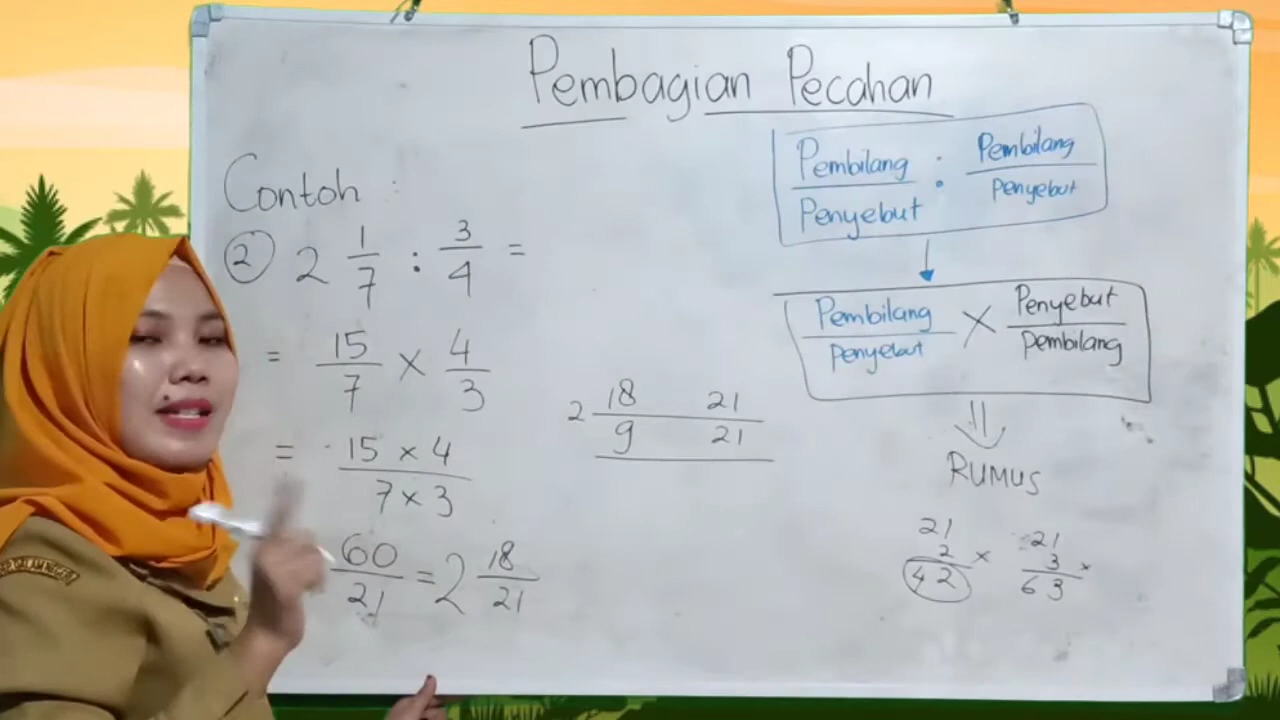 Pembagian Pecahan
Contoh :
② 2 1/7 : 3/4 =
= 15/7 × 4/3
= 15 × 4 / 7 × 3
60/21 = 2 18/21
2 18 21
9 21
Pembilang/Penyebut : Pembilang/Penyebut
Pembilang/Penyebut × Penyebut/Pembilang
RUMUS
21
2 ×
42
21
3 ×
63
DALAM NEGERI